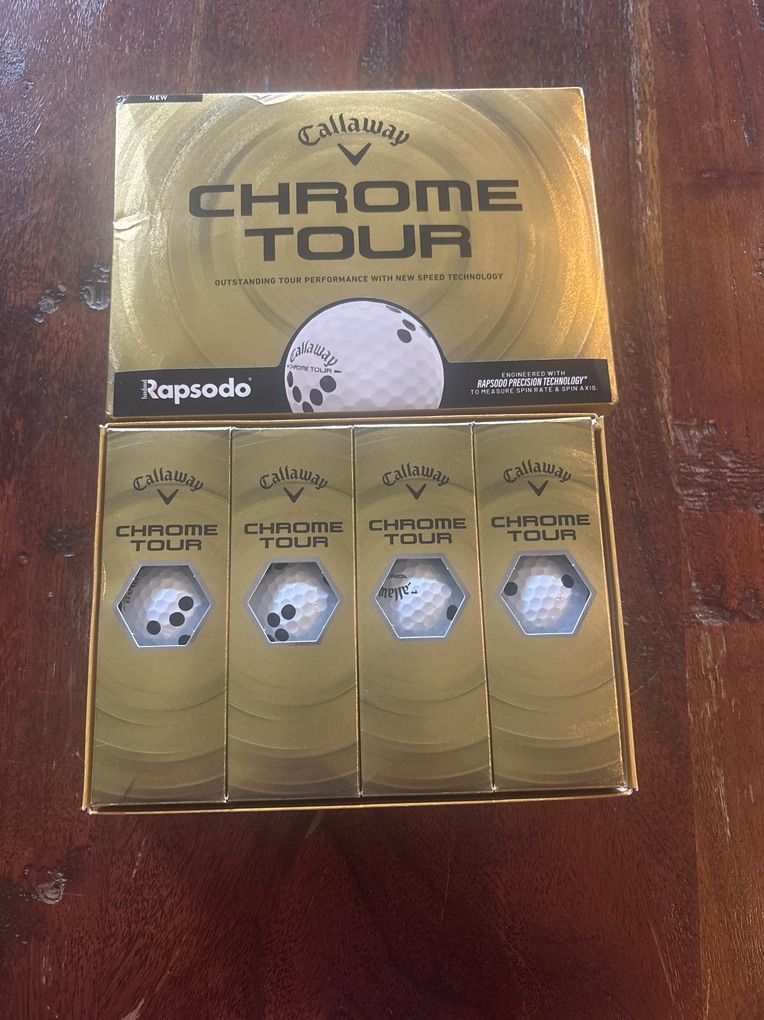 NEW
Callaway
CHROME
TOUR
OUTSTANDING TOUR PERFORMANCE WITH NEW SPEED TECHNOLOGY
Callaway
CHROME TOUR
Rapsodo®
ENGINEERED WITH
RAPSODO PRECISION TECHNOLOGY™
TO MEASURE SPIN RATE & SPIN AXIS.
Callaway
CHROME
TOUR
Callaway
CHROME
TOUR
Callaway
CHROME
TOUR
Callaway
CHROME
TOUR